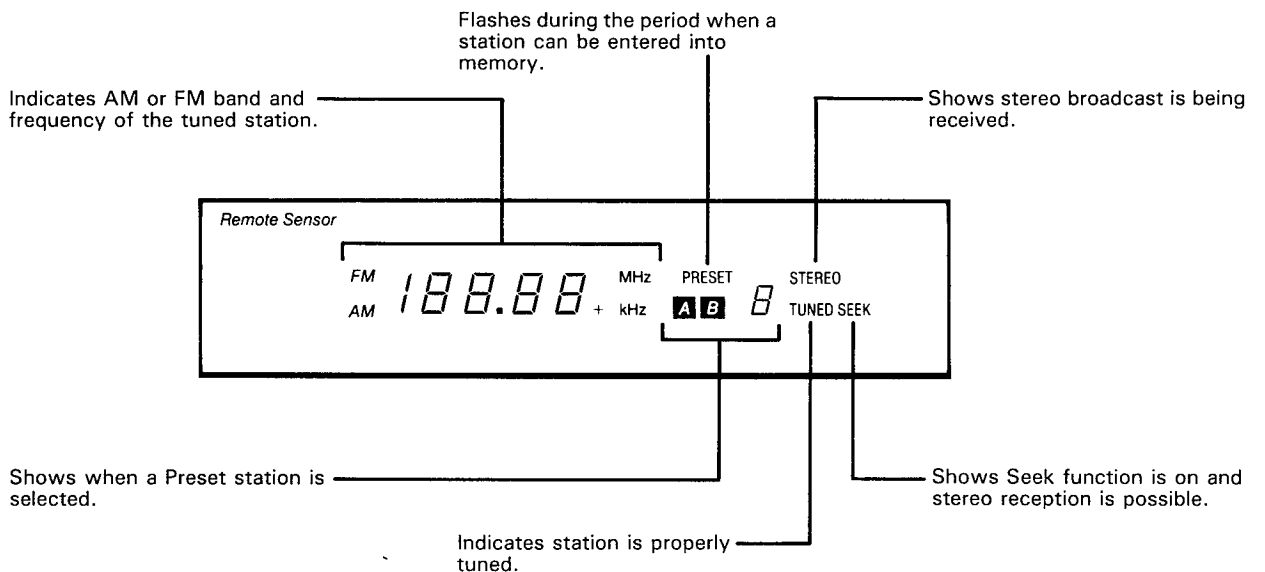 Flashes during the period when a
station can be entered into
memory.
Indicates AM or FM band and
frequency of the tuned station.
Shows stereo broadcast is being
received.
Remote Sensor
FM 188.88 MHz PRESET STEREO
AM + kHz A B 8 TUNED SEEK
Shows when a Preset station is
selected.
Shows Seek function is on and
stereo reception is possible.
Indicates station is properly
tuned.